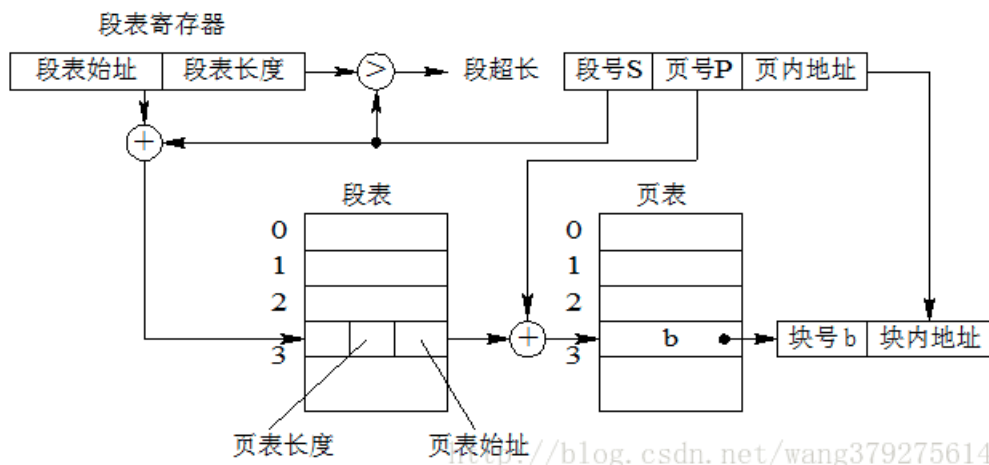 段表寄存器
段表始址 段表长度 > 段超长 段号S 页号P 页内地址
+
段表 页表
0 0
1 1
2 2
+ b 块号b 块内地址
3 3
页表长度 页表始址
http://blog.csdn.net/wang379275614